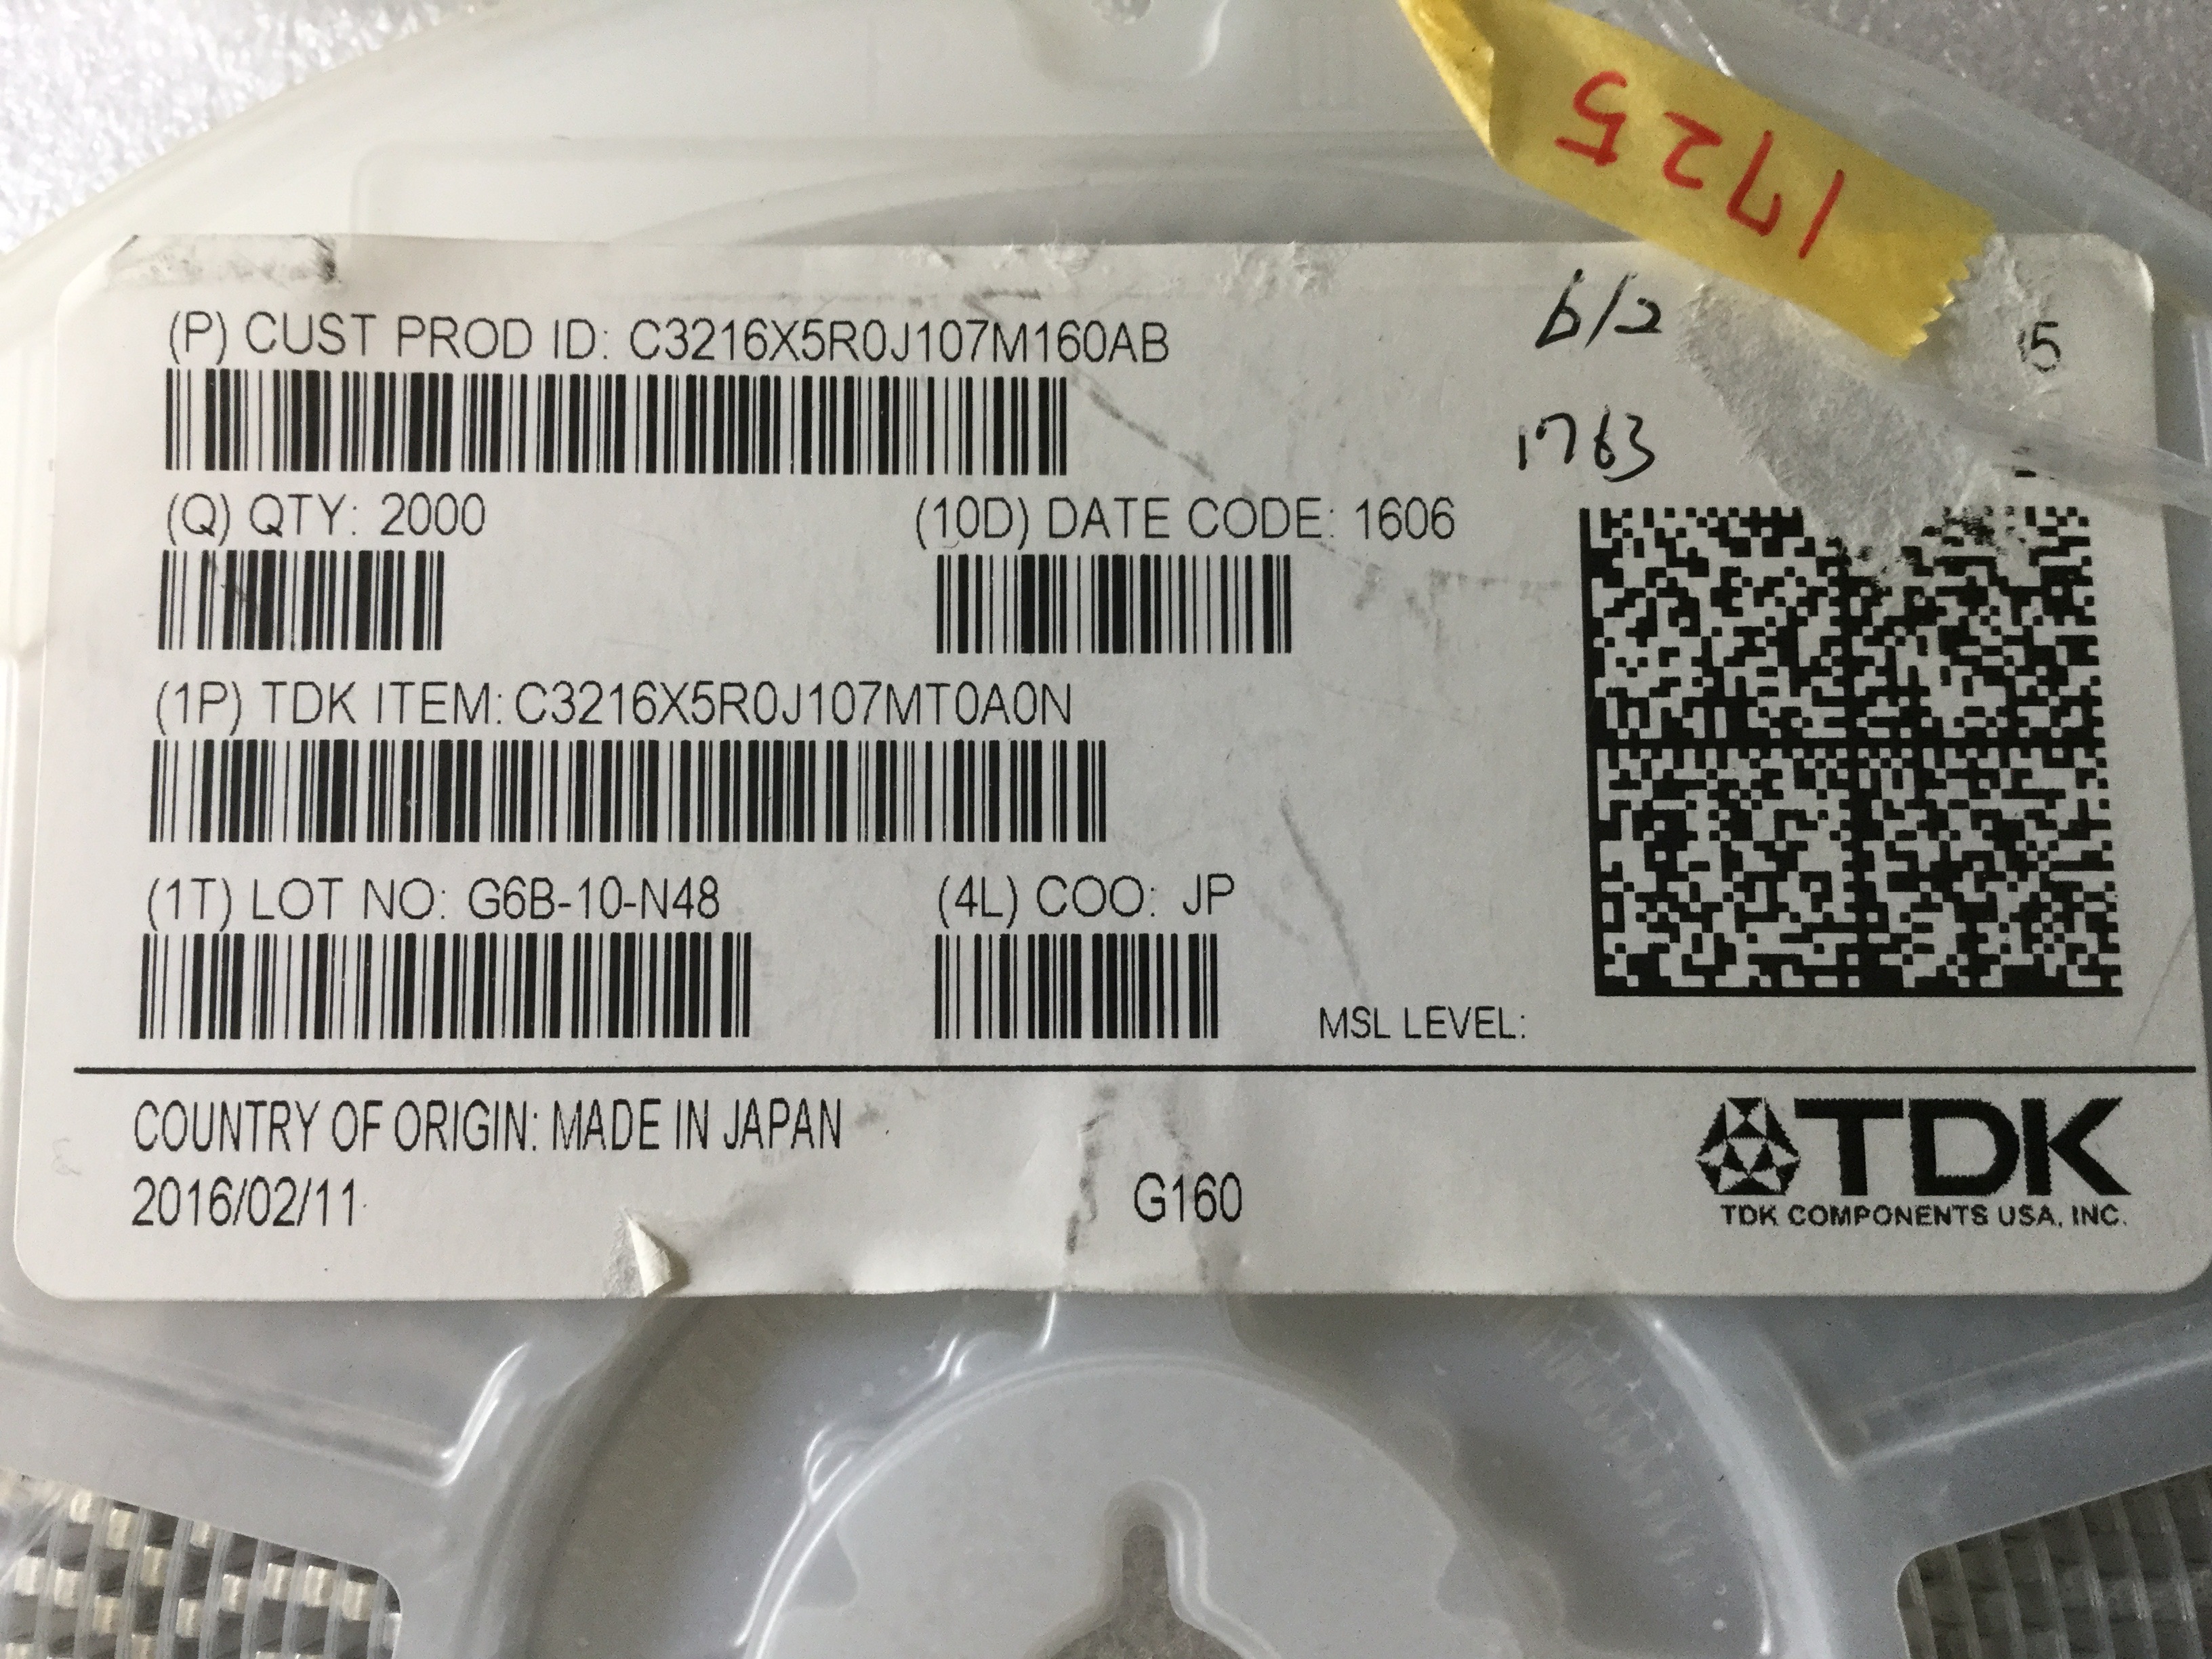 1725
(P) CUST PROD ID: C3216X5R0J107M160AB
6/2
5
1763
(Q) QTY: 2000
(10D) DATE CODE: 1606
(1P) TDK ITEM: C3216X5R0J107MT0A0N
(1T) LOT NO: G6B-10-N48
(4L) COO: JP
MSL LEVEL:
COUNTRY OF ORIGIN: MADE IN JAPAN
2016/02/11
G160
TDK
TDK COMPONENTS USA, INC.